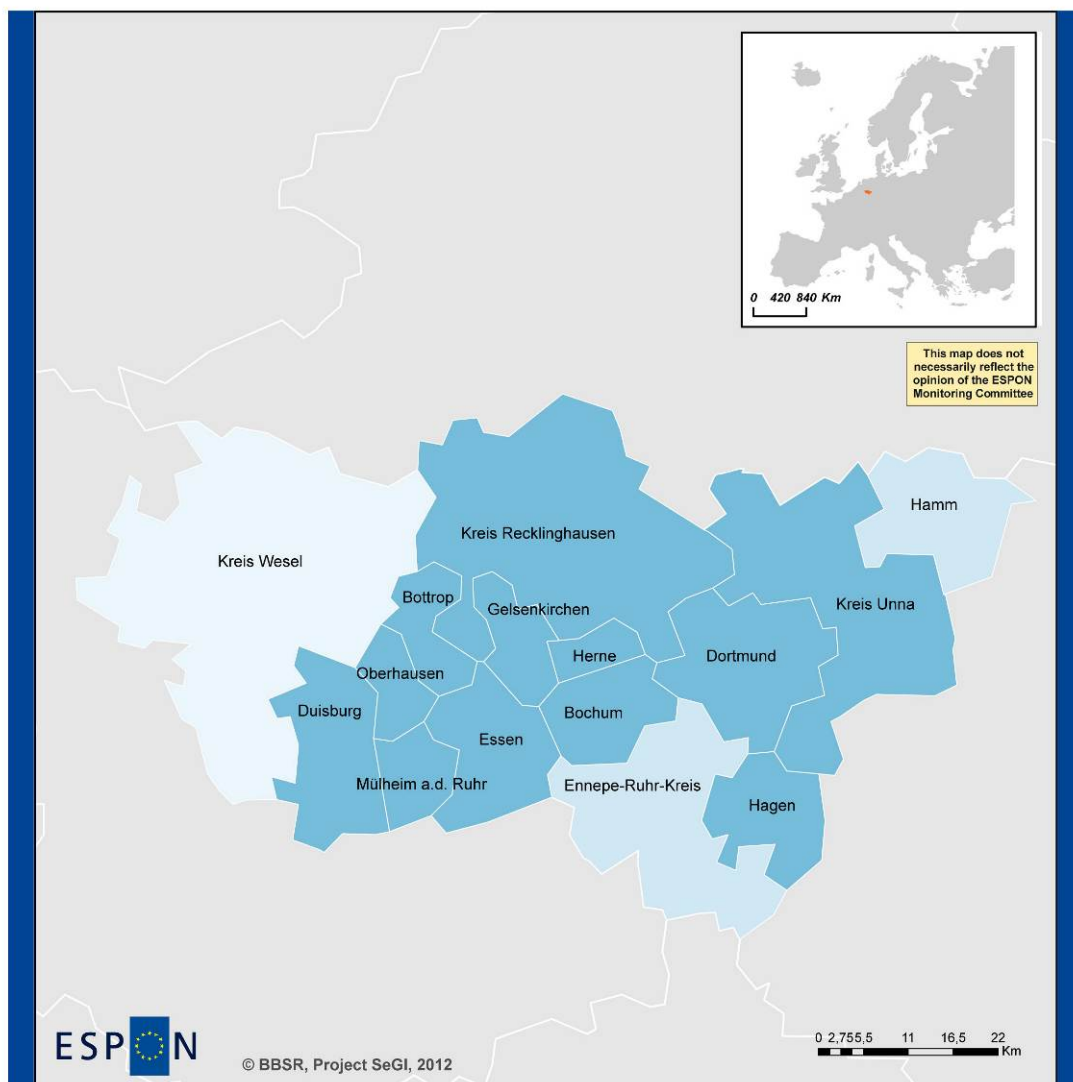 0 420 840 Km
This map does not
necessarily reflect the
opinion of the ESPON
Monitoring Committee
Hamm
Kreis Recklinghausen
Kreis Wesel
Bottrop
Gelsenkirchen
Kreis Unna
Herne
Dortmund
Oberhausen
Duisburg
Bochum
Essen
Mülheim a.d. Ruhr
Ennepe-Ruhr-Kreis
Hagen
ESPON
© BBSR, Project SeGI, 2012
0 2,755,5 11 16,5 22
Km